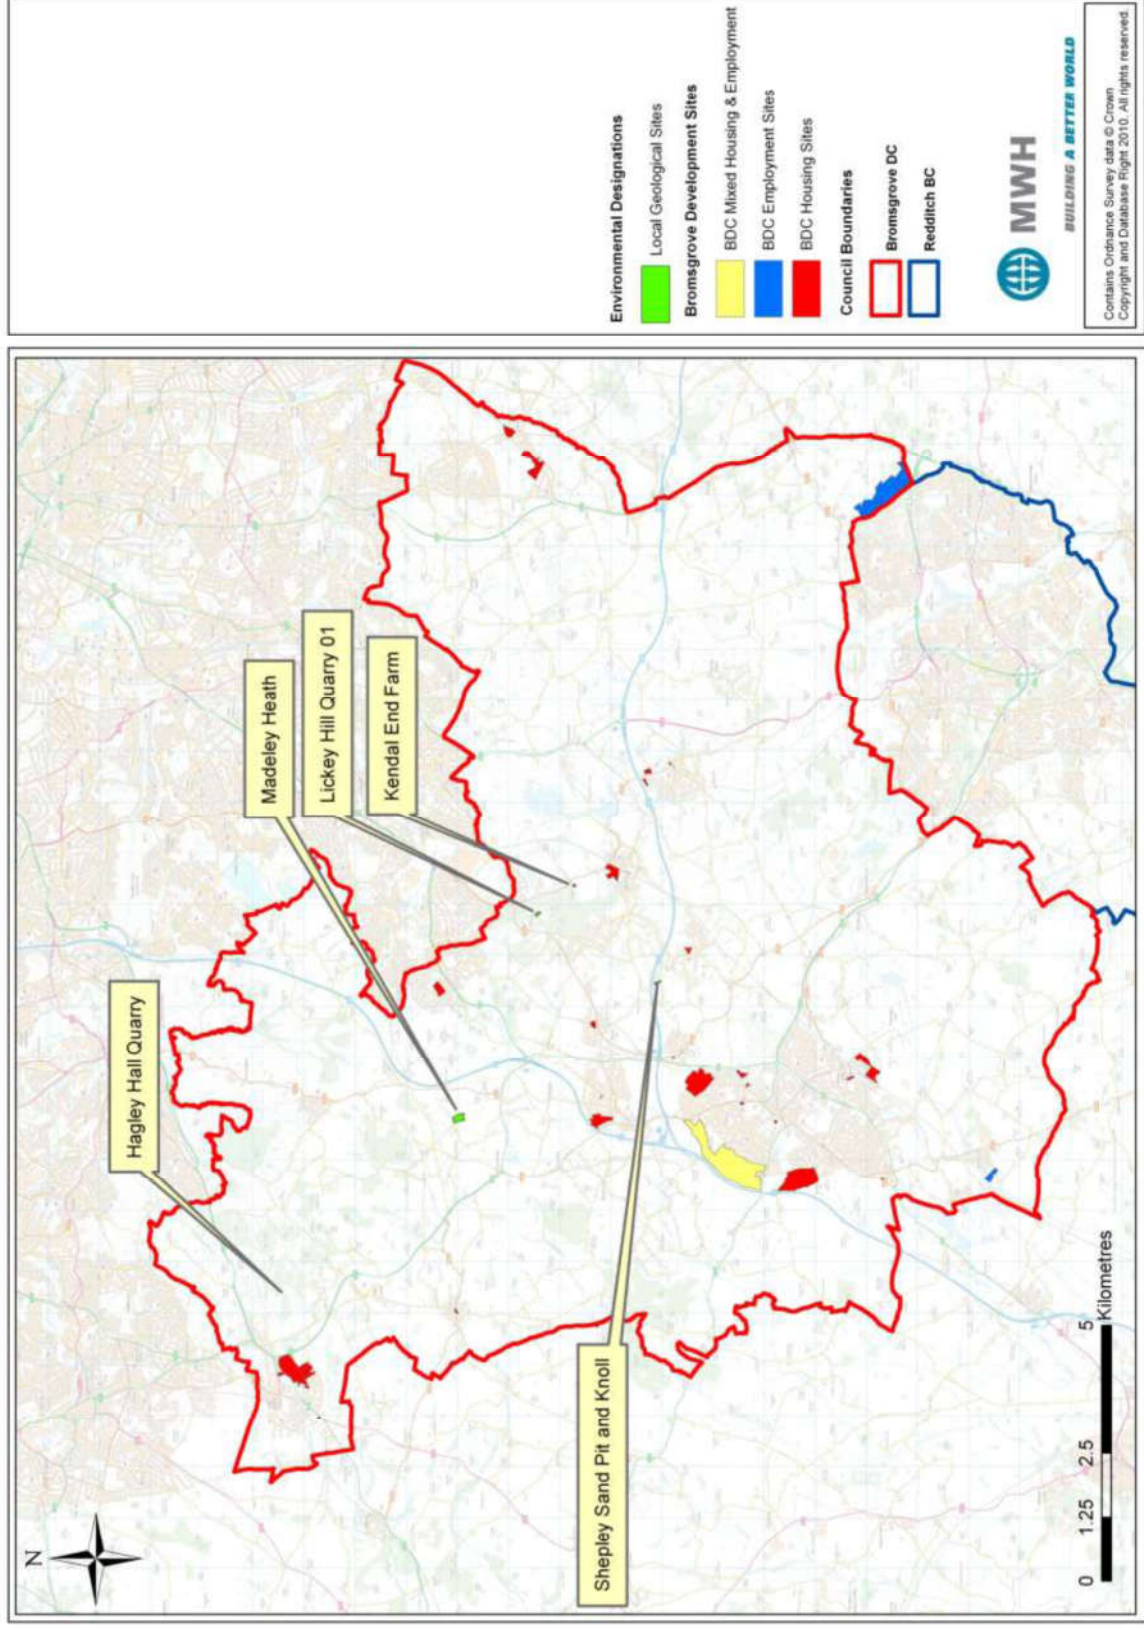 N
Hagley Hall Quarry
Madeley Heath
Lickey Hill Quarry 01
Kendal End Farm
Shepley Sand Pit and Knoll
0 1.25 2.5 5
Kilometres
Environmental Designations
Local Geological Sites
Bromsgrove Development Sites
BDC Mixed Housing & Employment
BDC Employment Sites
BDC Housing Sites
Council Boundaries
Bromsgrove DC
Redditch BC
MWH
BUILDING A BETTER WORLD
Contains Ordnance Survey data © Crown
Copyright and Database Right 2010. All rights reserved.